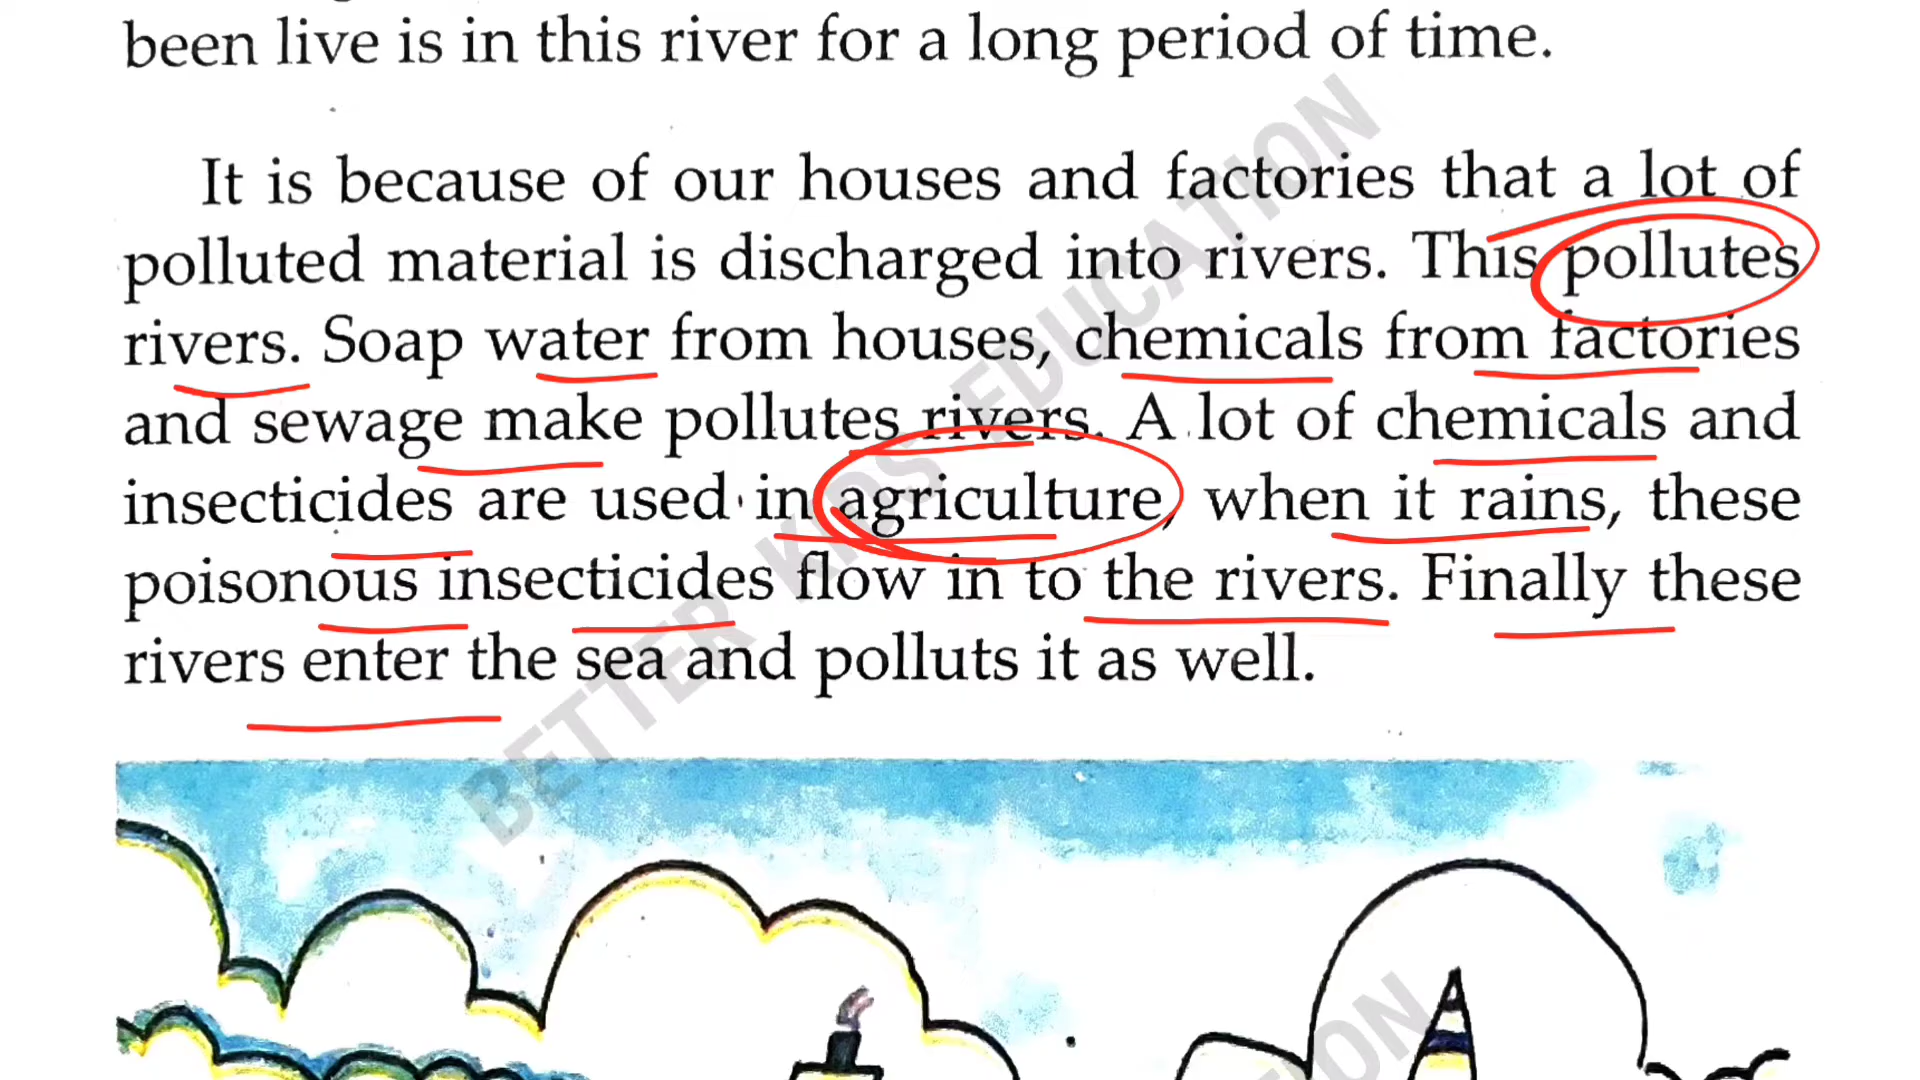 been live is in this river for a long period of time.
It is because of our houses and factories that a lot of
polluted material is discharged into rivers. This pollutes
rivers. Soap water from houses, chemicals from factories
and sewage make pollutes rivers. A lot of chemicals and
insecticides are used in agriculture, when it rains, these
poisonous insecticides flow in to the rivers. Finally these
rivers enter the sea and polluts it as well.
BETTER KIDS EDUCATION